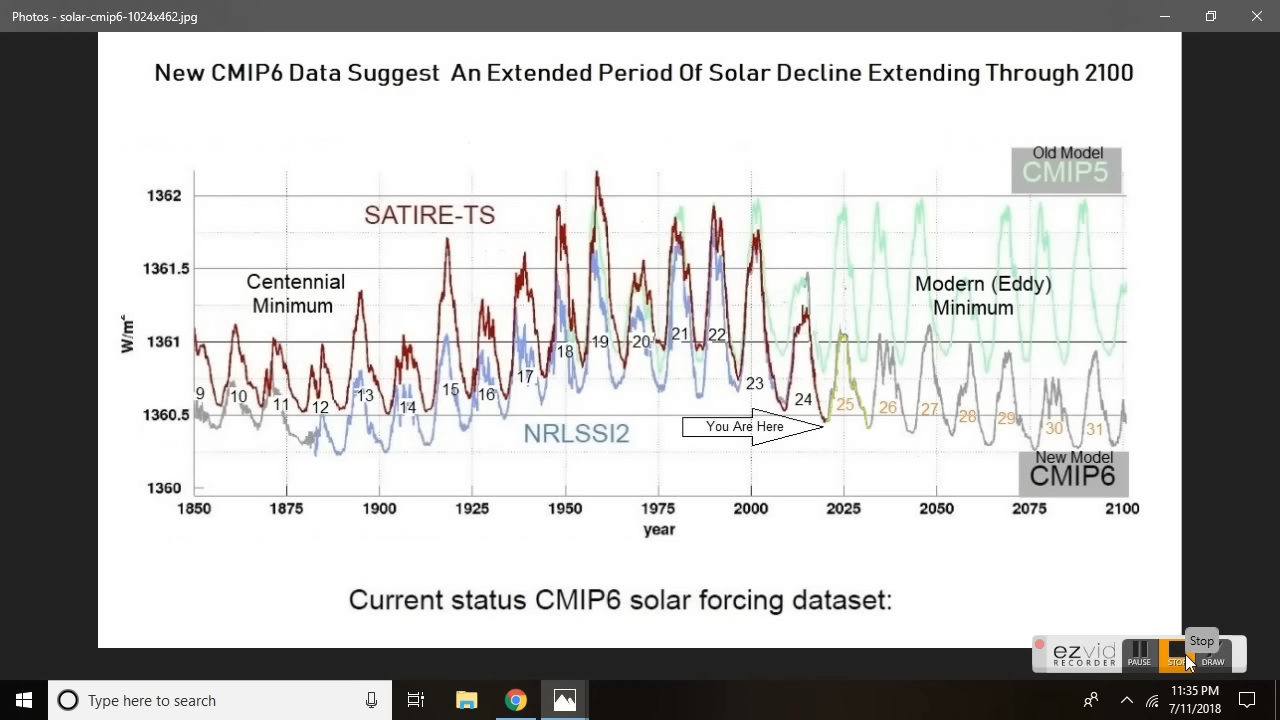 Photos - solar-cmip6-1024x462.jpg
New CMIP6 Data Suggest An Extended Period Of Solar Decline Extending Through 2100
Old Model
CMIP5
1362
SATIRE-TS
1361.5
Centennial
Minimum
Modern (Eddy)
Minimum
W/m²
1361
9
10
11
12
13
14
15
16
17
18
19
20
21
22
23
24
25
26
27
28
29
30
31
1360.5
You Are Here
NRLSSI2
New Model
CMIP6
1360
1850
1875
1900
1925
1950
1975
2000
2025
2050
2075
2100
year
Current status CMIP6 solar forcing dataset:
Stop
ezvid
RECORDER
PAUSE
STOP
DRAW
Type here to search
11:35 PM
7/11/2018